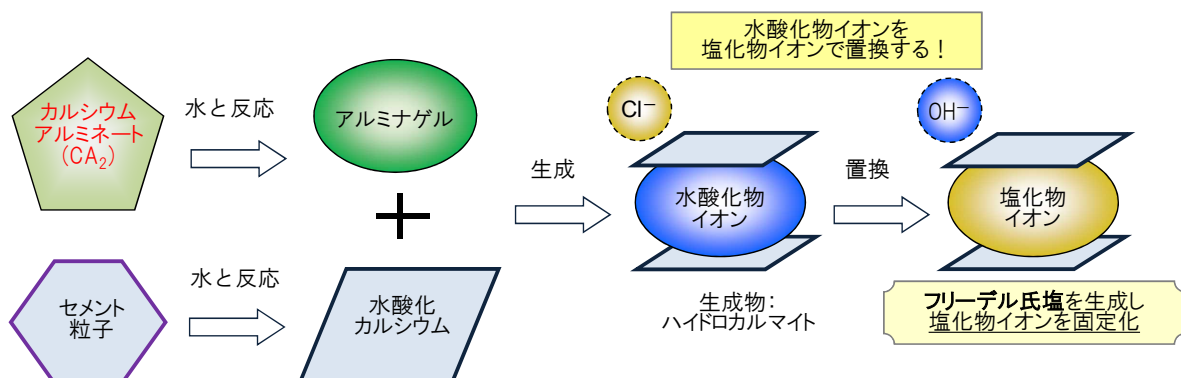 水酸化物イオンを
塩化物イオンで置換する！
カルシウム
アルミネート
(CA₂)
水と反応
アルミナゲル
Cl⁻
OH⁻
生成
水酸化物
イオン
置換
塩化物
イオン
セメント
粒子
水と反応
水酸化
カルシウム
生成物：
ハイドロカルマイト
フリーデル氏塩を生成し
塩化物イオンを固定化